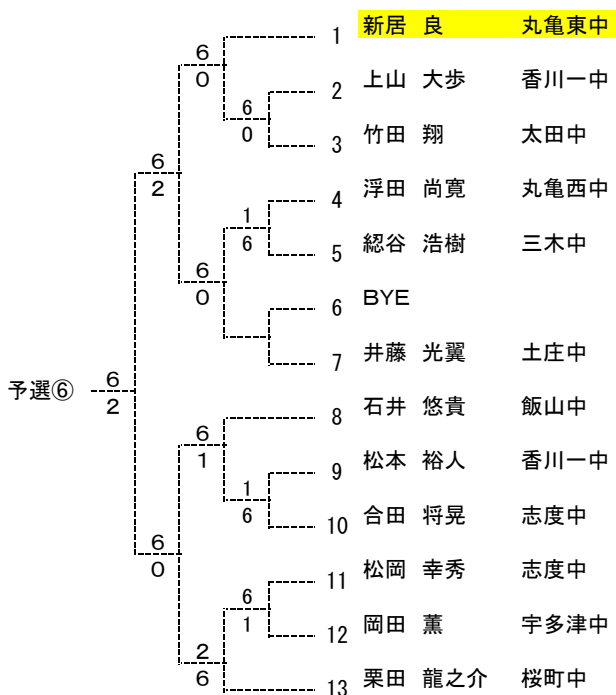 1 新居 良 丸亀東中
6
0
2 上山 大歩 香川一中
6
0
3 竹田 翔 太田中
6
2
4 浮田 尚寛 丸亀西中
1
6
5 綛谷 浩樹 三木中
6
0
6 BYE
7 井藤 光翼 土庄中
予選⑥
6
2
8 石井 悠貴 飯山中
6
1
9 松本 裕人 香川一中
1
6
10 合田 将晃 志度中
6
0
11 松岡 幸秀 志度中
6
1
12 岡田 薫 宇多津中
2
6
13 栗田 龍之介 桜町中